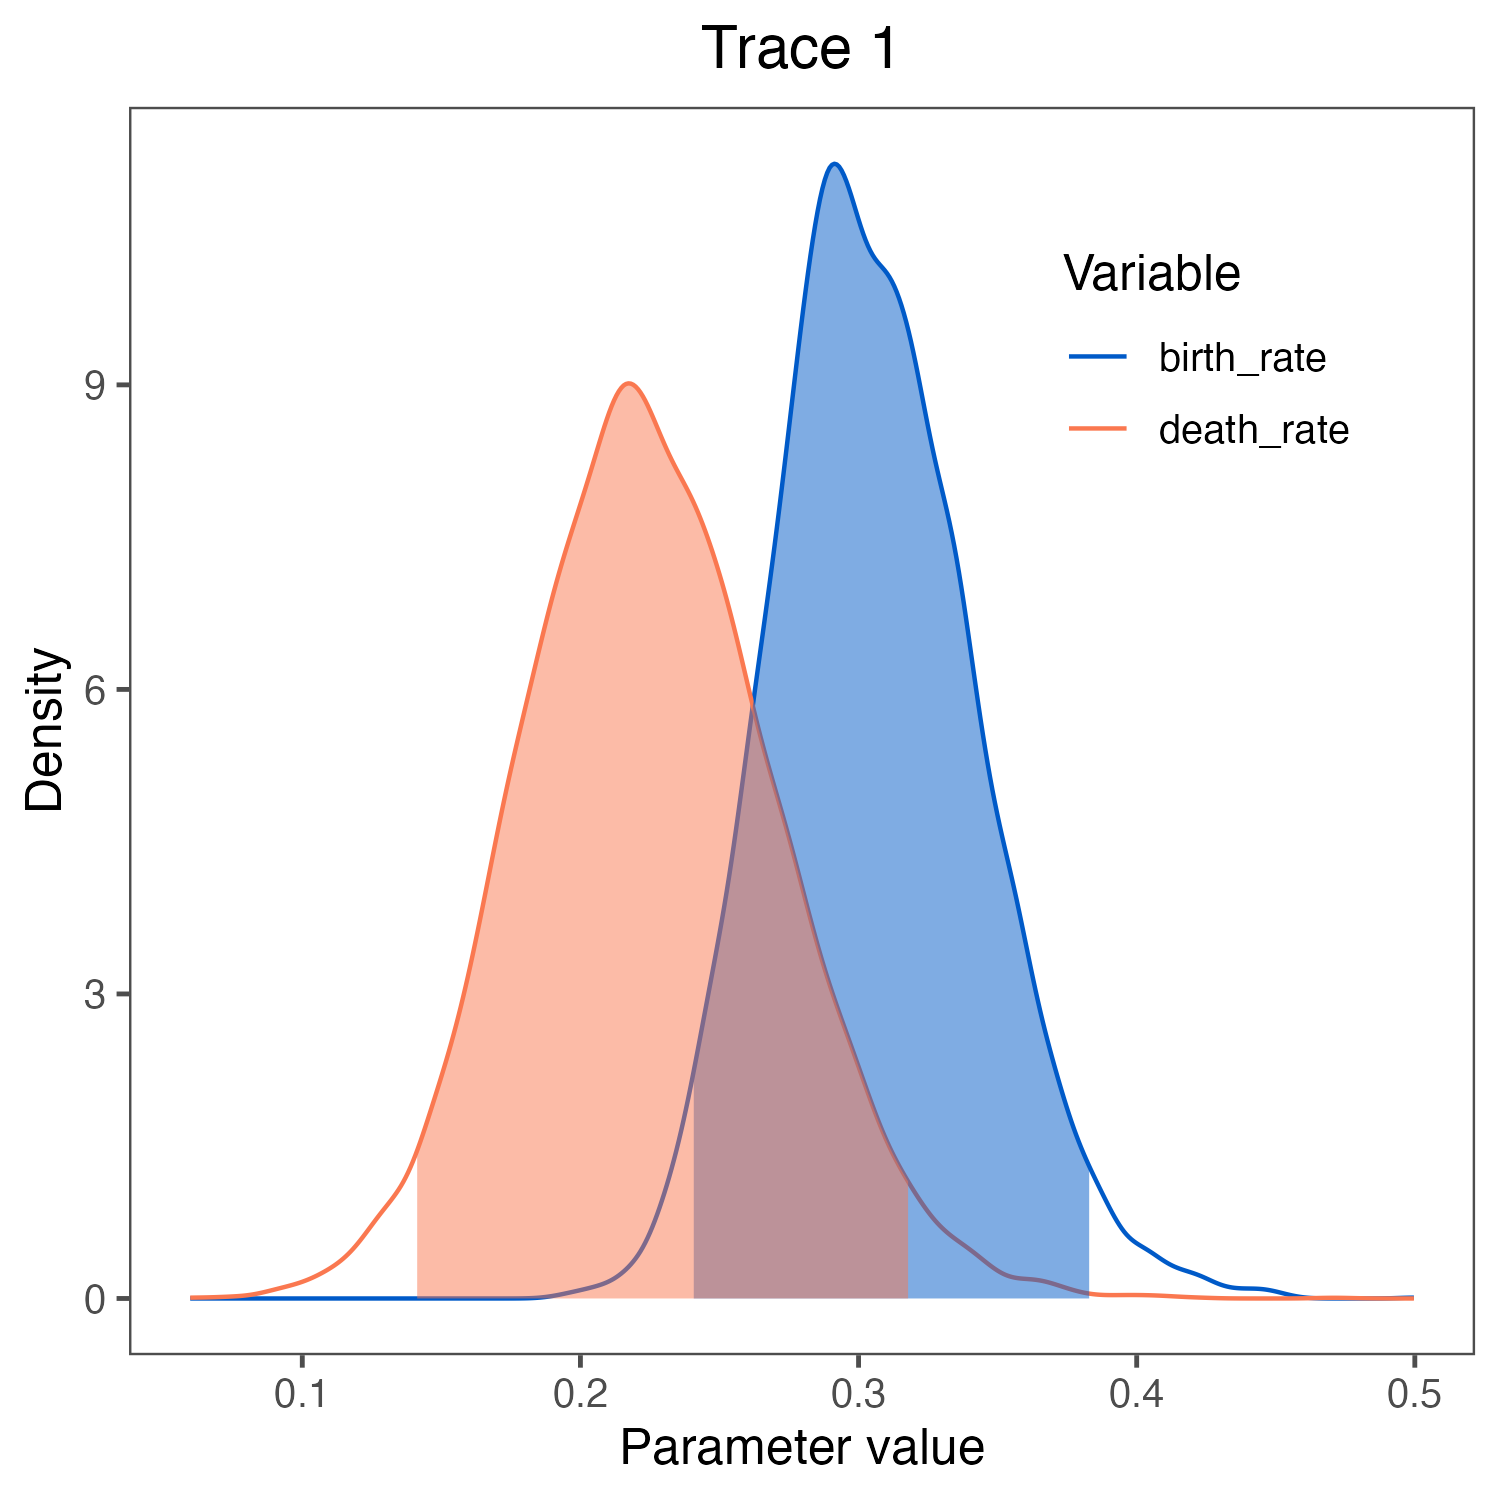 Trace 1
Density
9
6
3
0
Variable
birth_rate
death_rate
0.1 0.2 0.3 0.4 0.5
Parameter value